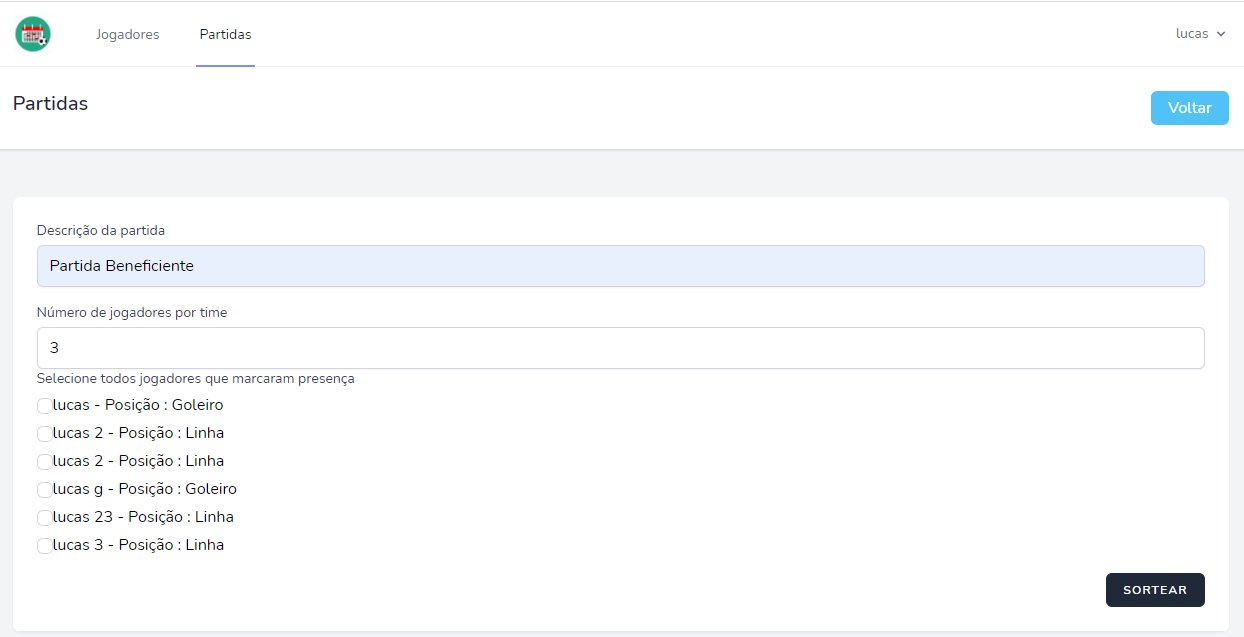 Jogadores Partidas lucas
Partidas
Voltar
Descrição da partida
Partida Beneficiente
Número de jogadores por time
3
Selecione todos jogadores que marcaram presença
lucas - Posição : Goleiro
lucas 2 - Posição : Linha
lucas 2 - Posição : Linha
lucas g - Posição : Goleiro
lucas 23 - Posição : Linha
lucas 3 - Posição : Linha
SORTEAR